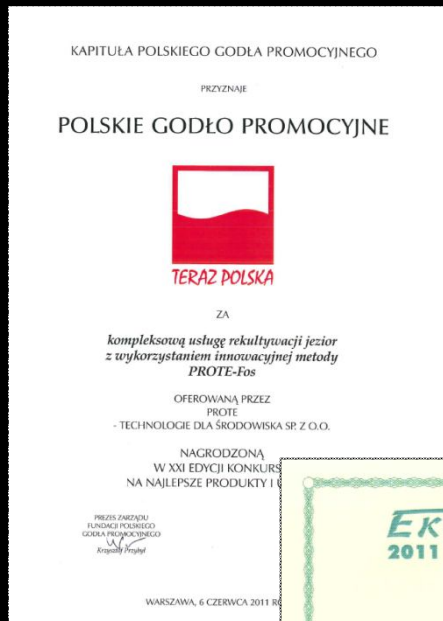 KAPITUŁA POLSKIEGO GODŁA PROMOCYJNEGO
PRZYZNAJE
POLSKIE GODŁO PROMOCYJNE
TERAZ POLSKA
ZA
kompleksową usługę rekultywacji jezior
z wykorzystaniem innowacyjnej metody
PROTE-Fos
OFEROWANĄ PRZEZ
PROTE
- TECHNOLOGIE DLA ŚRODOWISKA SP. Z O.O.
NAGRODZONĄ
W XXI EDYCJI KONKURS
NA NAJLEPSZE PRODUKTY I
PREZES ZARZĄDU
FUNDACJI POLSKIEGO
GODŁA PROMOCYJNEGO
Krzysztof Przybył
WARSZAWA, 6 CZERWCA 2011
EK
2011